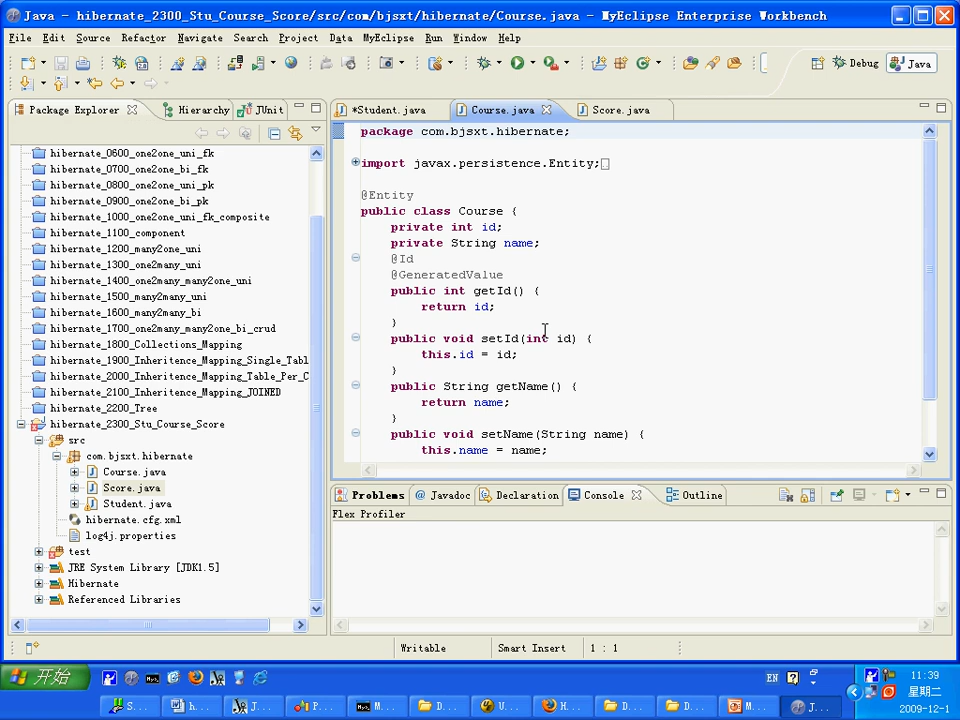 Java - hibernate_2300_Stu_Course_Score/src/com/bjsxt/hibernate/Course.java - MyEclipse Enterprise Workbench
File Edit Source Refactor Navigate Search Project Data MyEclipse Run Window Help
Debug Java
Package Explorer Hierarchy JUnit
*Student.java Course.java Score.java
hibernate_0600_one2one_uni_fk
hibernate_0700_one2one_bi_fk
hibernate_0800_one2one_uni_pk
hibernate_0900_one2one_bi_pk
hibernate_1000_one2one_uni_fk_composite
hibernate_1100_component
hibernate_1200_many2one_uni
hibernate_1300_one2many_uni
hibernate_1400_one2many_many2one_uni
hibernate_1500_many2many_uni
hibernate_1600_many2many_bi
hibernate_1700_one2many_many2one_bi_crud
hibernate_1800_Collections_Mapping
hibernate_1900_Inheritence_Mapping_Single_Tabl
hibernate_2000_Inheritence_Mapping_Table_Per_C
hibernate_2100_Inheritence_Mapping_JOINED
hibernate_2200_Tree
hibernate_2300_Stu_Course_Score
src
com.bjsxt.hibernate
Course.java
Score.java
Student.java
hibernate.cfg.xml
log4j.properties
test
JRE System Library [JDK1.5]
Hibernate
Referenced Libraries
package com.bjsxt.hibernate;
import javax.persistence.Entity;
@Entity
public class Course {
private int id;
private String name;
@Id
@GeneratedValue
public int getId() {
return id;
}
public void setId(int id) {
this.id = id;
}
public String getName() {
return name;
}
public void setName(String name) {
this.name = name;
Problems Javadoc Declaration Console Outline
Flex Profiler
Writable Smart Insert 1 : 1
开始
EN
11:39
星期二
2009-12-1
S... h... J... P... M... D... U... H... D... D... M... J...